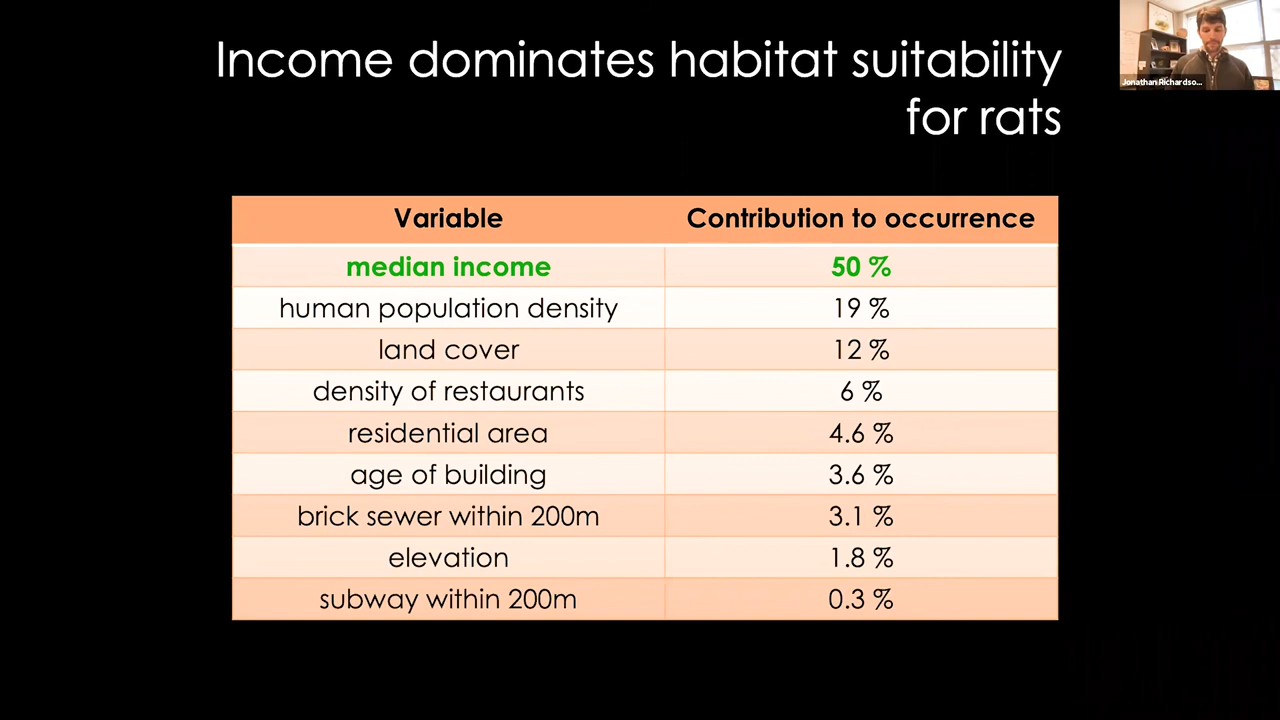 Income dominates habitat suitability
for rats
Jonathan Richardso...
Variable Contribution to occurrence
median income 50 %
human population density 19 %
land cover 12 %
density of restaurants 6 %
residential area 4.6 %
age of building 3.6 %
brick sewer within 200m 3.1 %
elevation 1.8 %
subway within 200m 0.3 %